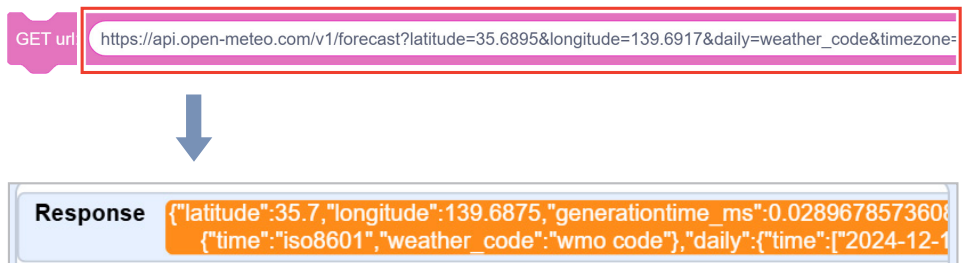 GET url:
https://api.open-meteo.com/v1/forecast?latitude=35.6895&longitude=139.6917&daily=weather_code&timezone=
Response
{"latitude":35.7,"longitude":139.6875,"generationtime_ms":0.0289678573608
{"time":"iso8601","weather_code":"wmo code"},"daily":{"time":["2024-12-1